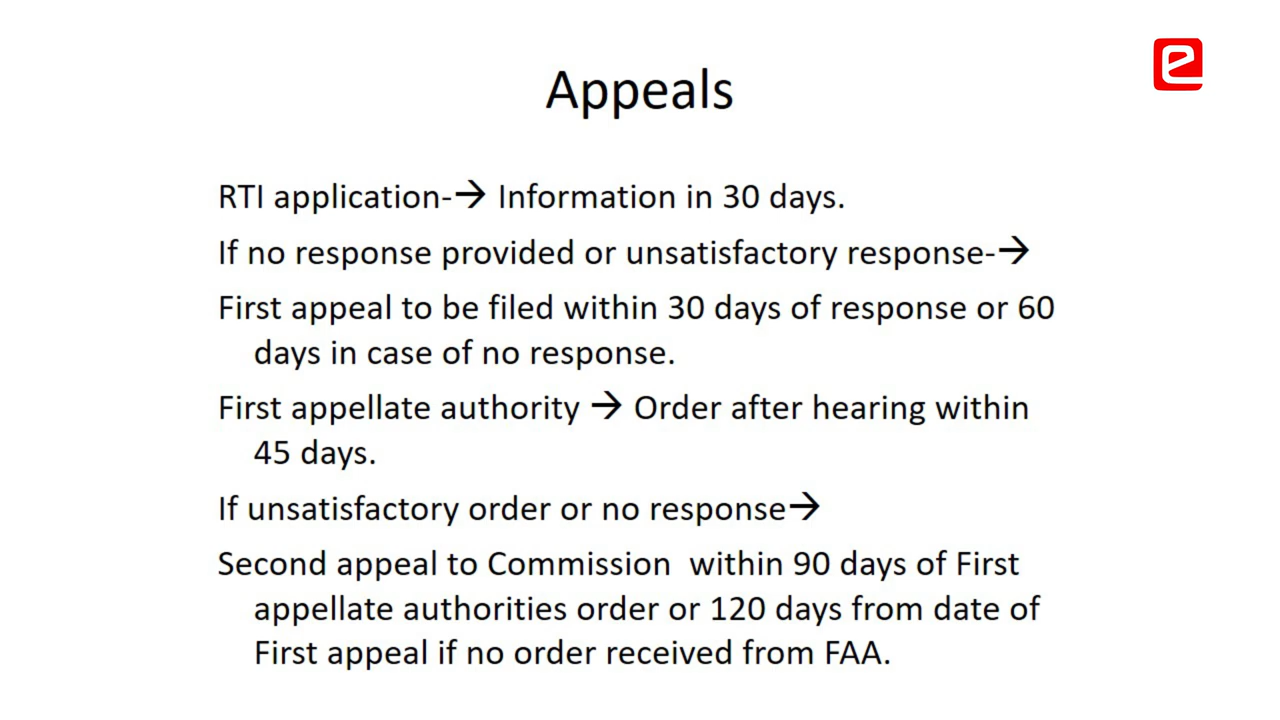 Appeals
RTI application-→ Information in 30 days.
If no response provided or unsatisfactory response-→
First appeal to be filed within 30 days of response or 60
days in case of no response.
First appellate authority → Order after hearing within
45 days.
If unsatisfactory order or no response→
Second appeal to Commission  within 90 days of First
appellate authorities order or 120 days from date of
First appeal if no order received from FAA.